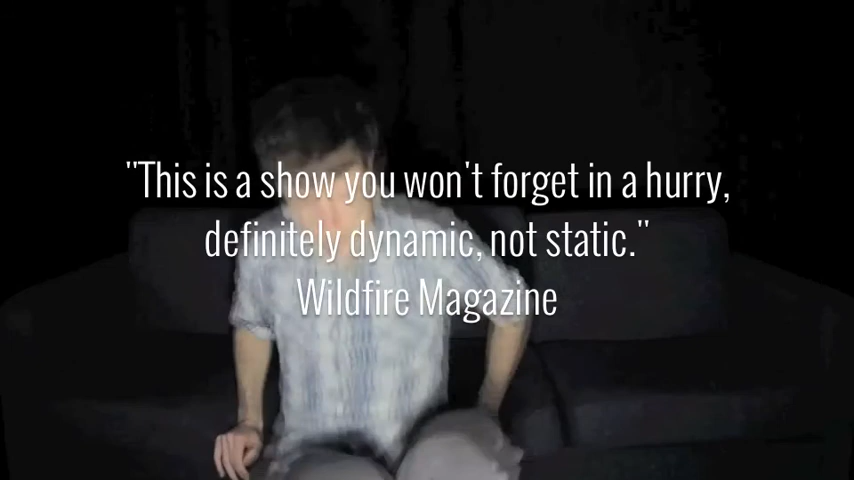 "This is a show you won't forget in a hurry,
definitely dynamic, not static."
Wildfire Magazine